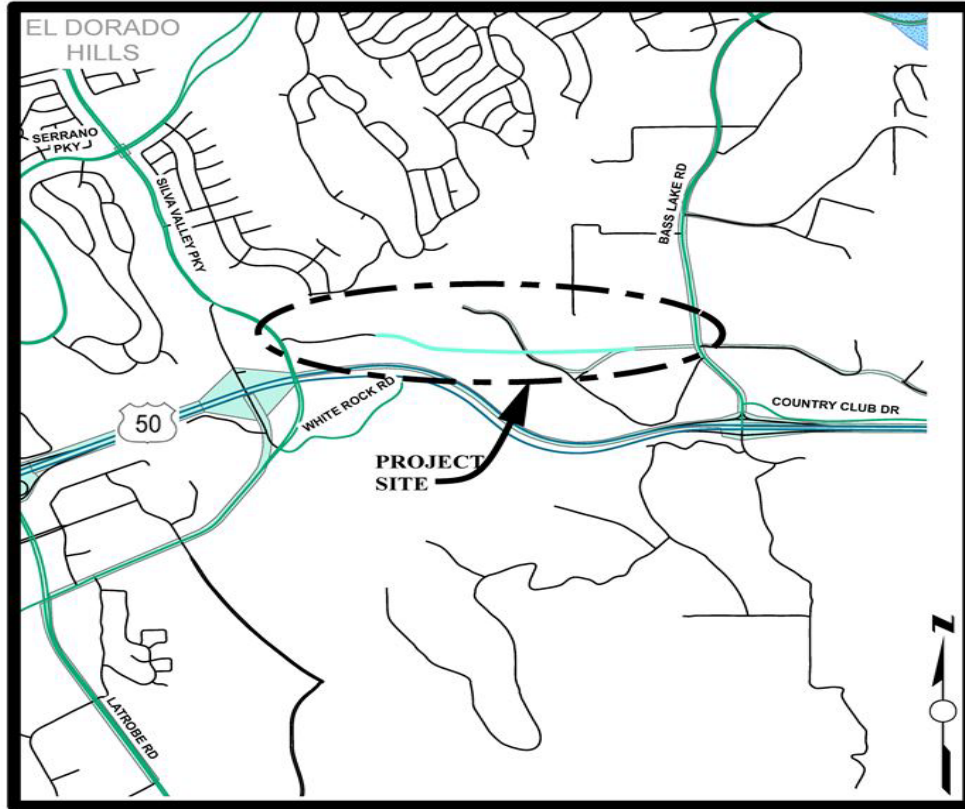 EL DORADO
HILLS
SERRANO
PKY
SILVA VALLEY PKY
BASS LAKE RD
WHITE ROCK RD
COUNTRY CLUB DR
50
PROJECT
SITE
LATROBE RD
N